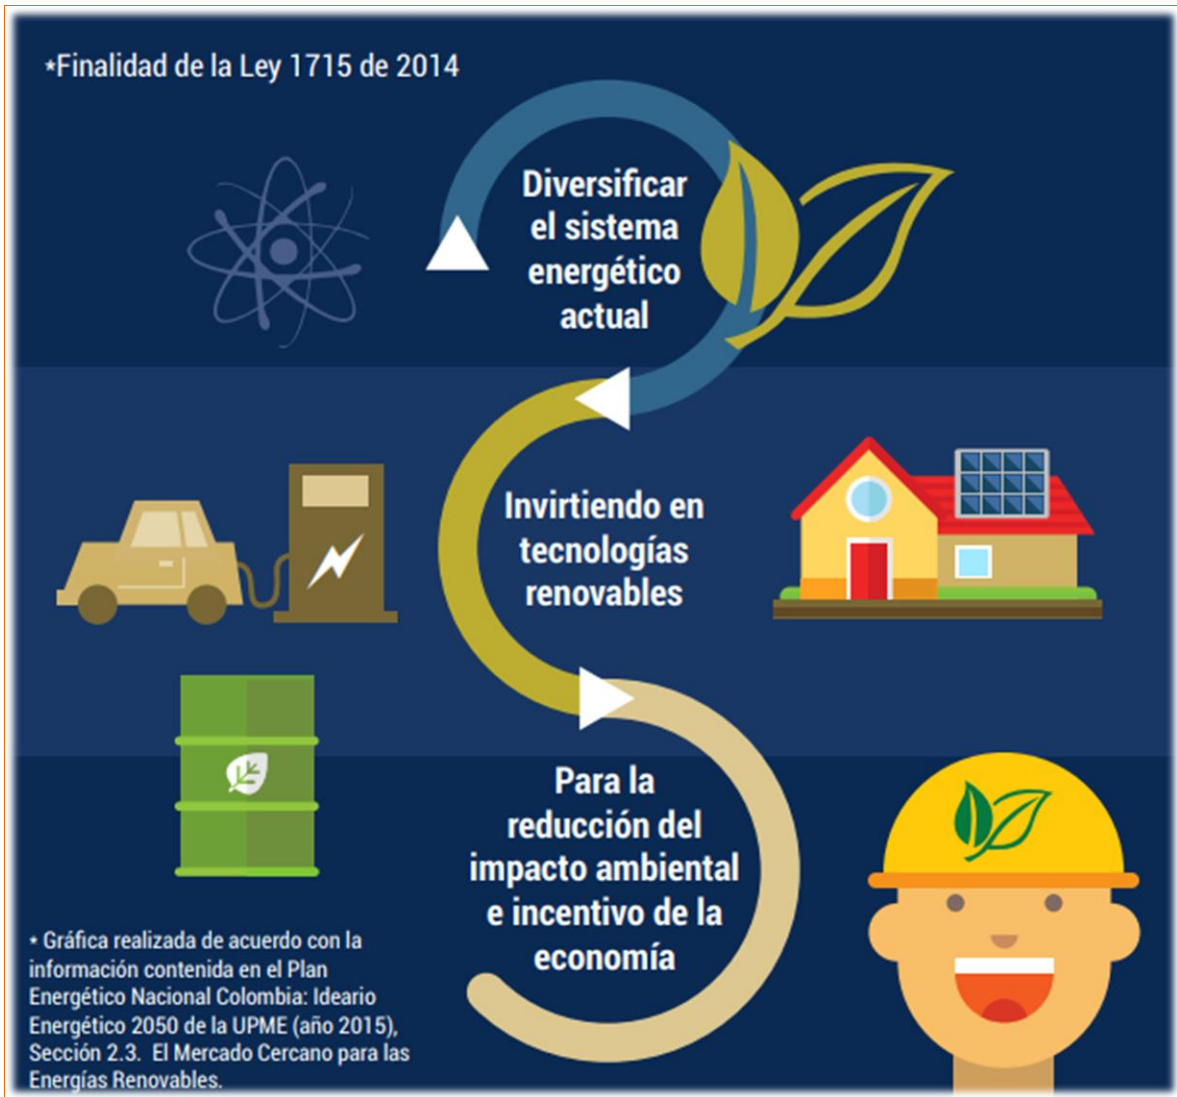 *Finalidad de la Ley 1715 de 2014
Diversificar
el sistema
energético
actual
Invirtiendo en
tecnologías
renovables
Para la
reducción del
impacto ambiental
e incentivo de la
economía
* Gráfica realizada de acuerdo con la
información contenida en el Plan
Energético Nacional Colombia: Ideario
Energético 2050 de la UPME (año 2015),
Sección 2.3. El Mercado Cercano para las
Energías Renovables.